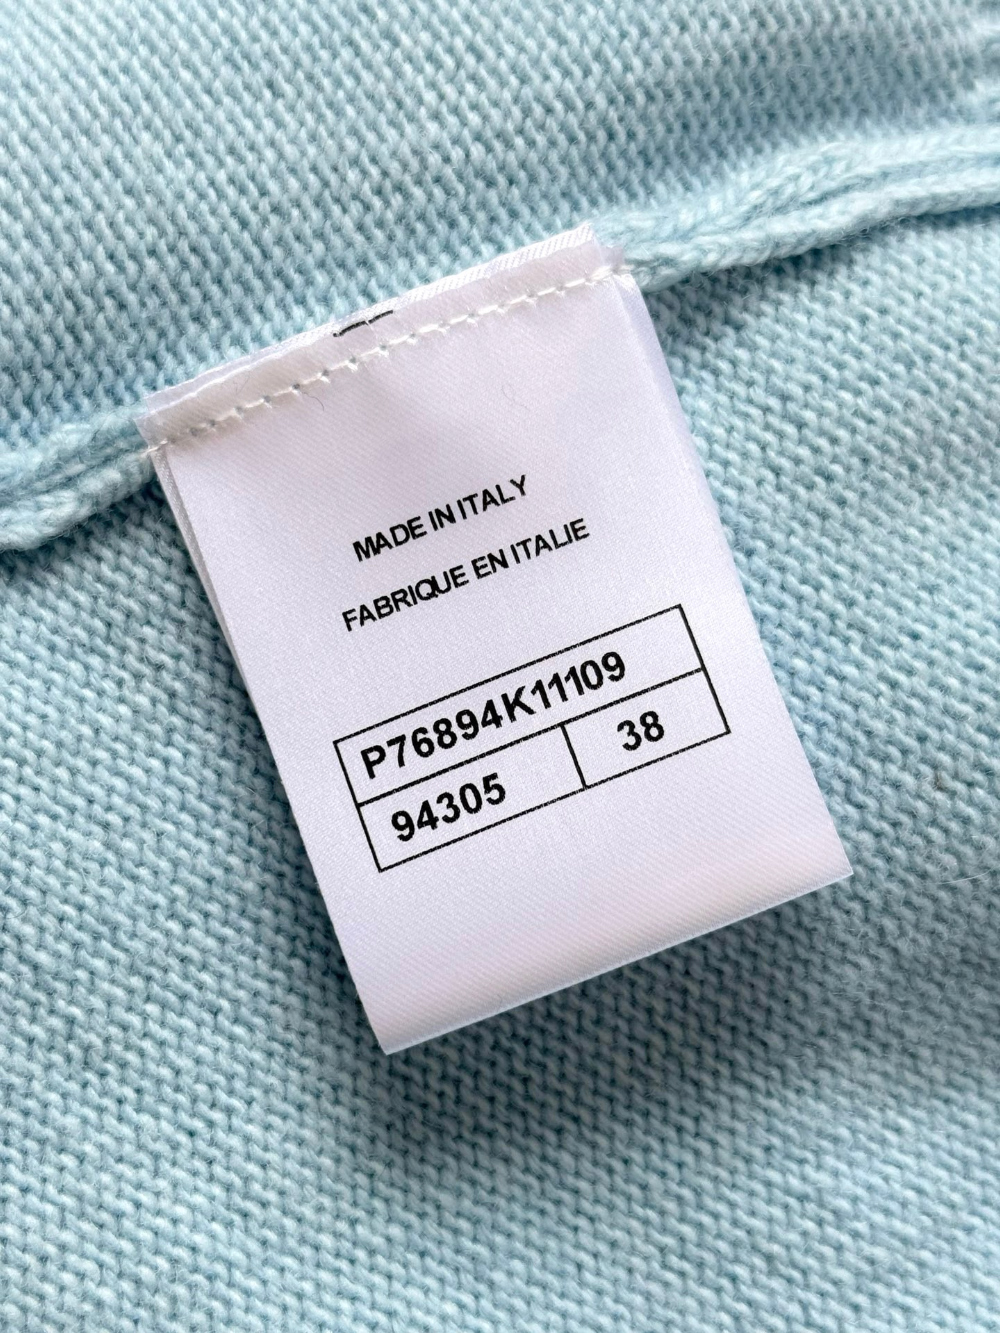 MADE IN ITALY
FABRIQUE EN ITALIE
P76894K11109
94305 38